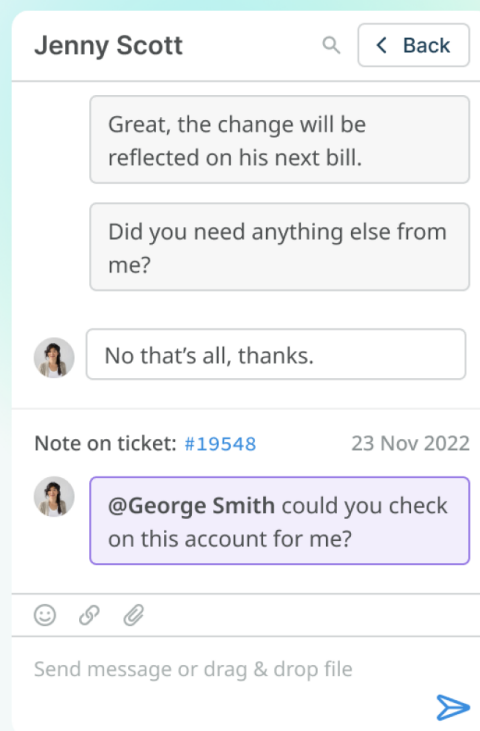 Jenny Scott
Back
Great, the change will be
reflected on his next bill.
Did you need anything else from
me?
No that’s all, thanks.
Note on ticket: #19548
23 Nov 2022
@George Smith could you check
on this account for me?
Send message or drag & drop file